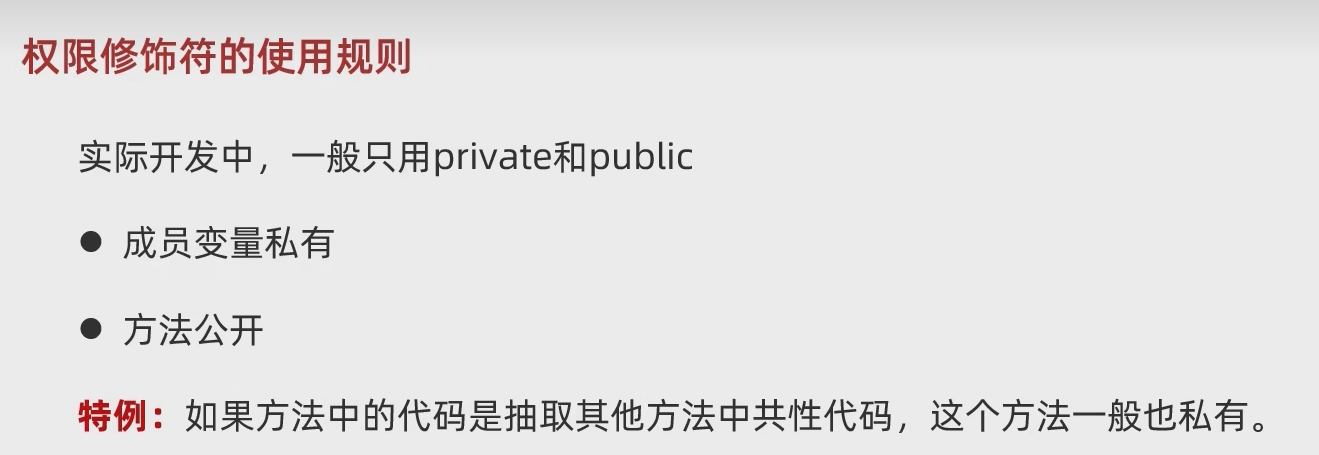 权限修饰符的使用规则
实际开发中，一般只用private和public
● 成员变量私有
● 方法公开
特例：如果方法中的代码是抽取其他方法中共性代码，这个方法一般也私有。